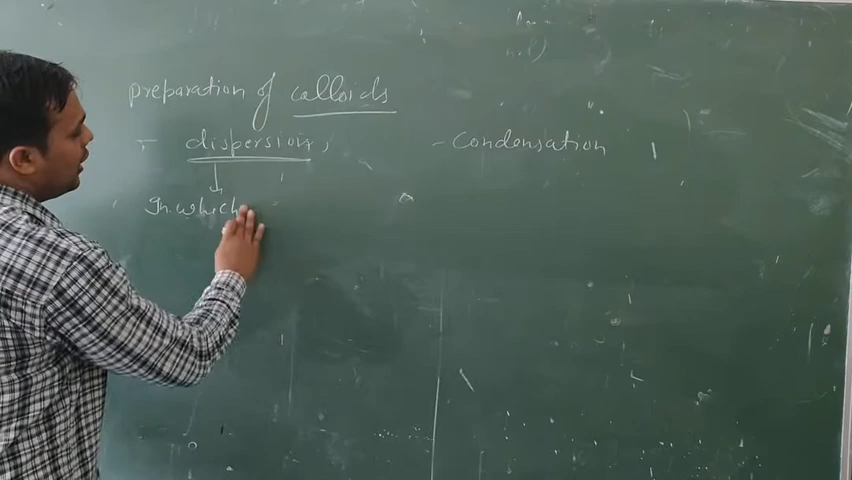 preparation of colloids
- dispersion,
- Condensation
In which